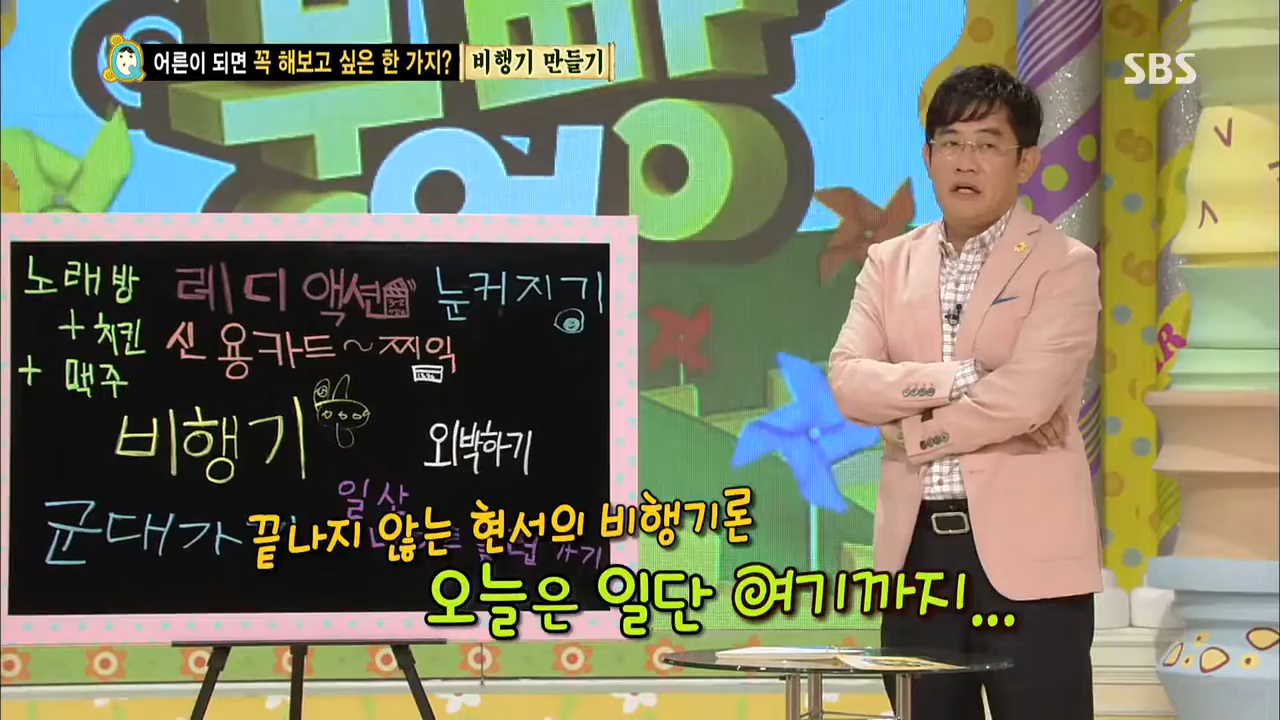 어른이 되면 꼭 해보고 싶은 한 가지? 비행기 만들기
SBS
붕어빵
노래방
+ 치킨
+ 맥주
레디 액션
눈커지기
신용카드~찌익
비행기
외박하기
군대가
일상
끝나지 않는 현서의 비행기론
오늘은 일단 여기까지...